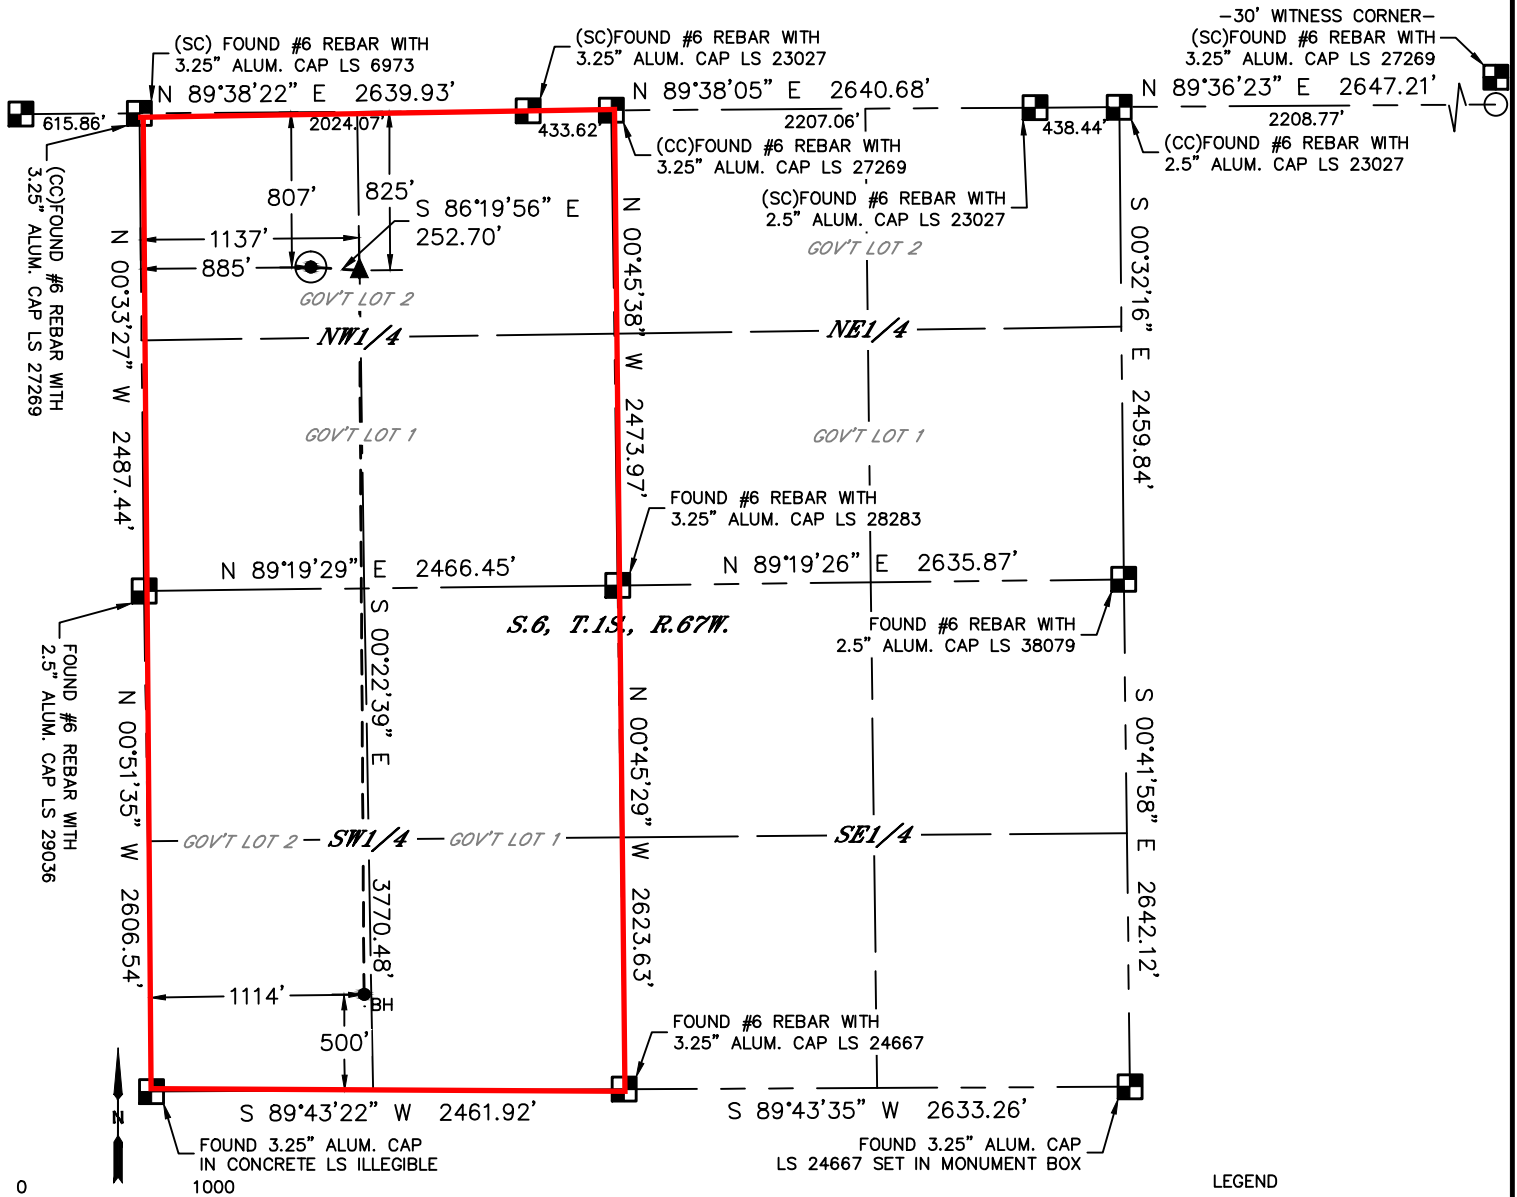 -30' WITNESS CORNER-
(SC)FOUND #6 REBAR WITH
3.25" ALUM. CAP LS 27269
(SC) FOUND #6 REBAR WITH
3.25" ALUM. CAP LS 6973
(SC)FOUND #6 REBAR WITH
3.25" ALUM. CAP LS 23027
N 89°38'22" E 2639.93'
N 89°38'05" E 2640.68'
N 89°36'23" E 2647.21'
615.86'
2024.07'
433.62'
2207.06'
438.44'
2208.77'
(CC)FOUND #6 REBAR WITH
3.25" ALUM. CAP LS 27269
(CC)FOUND #6 REBAR WITH
3.25" ALUM. CAP LS 27269
(CC)FOUND #6 REBAR WITH
2.5" ALUM. CAP LS 23027
(SC)FOUND #6 REBAR WITH
2.5" ALUM. CAP LS 23027
807'
825'
S 86°19'56" E
252.70'
1137'
885'
GOV'T LOT 2
GOV'T LOT 2
NW1/4
NE1/4
N 00°33'27" W 2487.44'
N 00°45'38" W 2473.97'
S 00°32'16" E 2459.84'
GOV'T LOT 1
GOV'T LOT 1
FOUND #6 REBAR WITH
3.25" ALUM. CAP LS 28283
N 89°19'29" E 2466.45'
N 89°19'26" E 2635.87'
S.6, T.1S., R.67W.
FOUND #6 REBAR WITH
2.5" ALUM. CAP LS 38079
FOUND #6 REBAR WITH
2.5" ALUM. CAP LS 29036
S 00°22'39" E 3770.48'
N 00°51'35" W 2606.54'
N 00°45'29" W 2623.63'
S 00°41'58" E 2642.12'
GOV'T LOT 2
SW1/4
GOV'T LOT 1
SE1/4
1114'
BH
500'
FOUND #6 REBAR WITH
3.25" ALUM. CAP LS 24667
S 89°43'22" W 2461.92'
S 89°43'35" W 2633.26'
N
FOUND 3.25" ALUM. CAP
IN CONCRETE LS ILLEGIBLE
FOUND 3.25" ALUM. CAP
LS 24667 SET IN MONUMENT BOX
0
1000
LEGEND